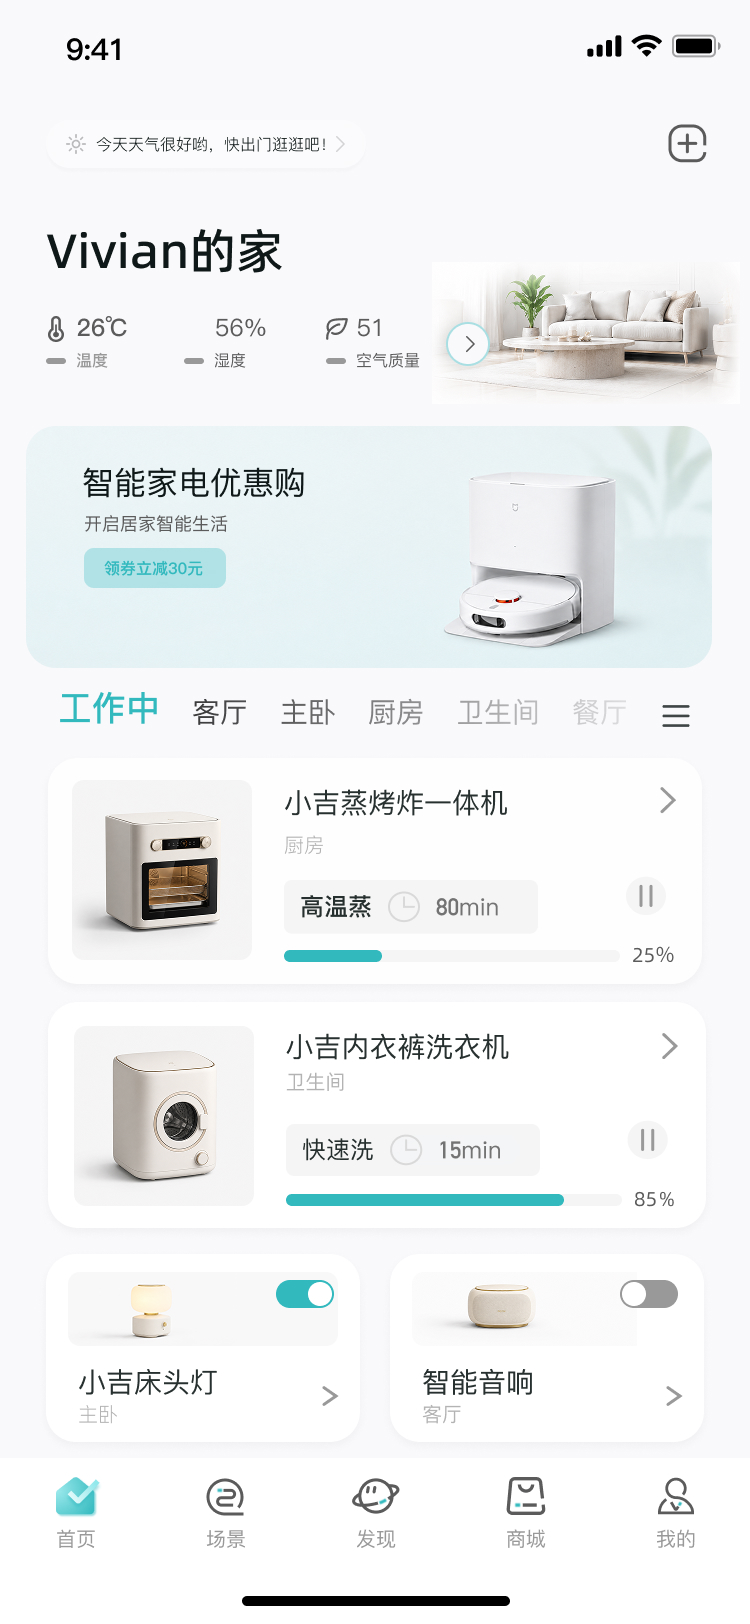 9:41
今天天气很好哟，快出门逛逛吧！
Vivian的家
26℃
56%
51
温度
湿度
空气质量
智能家电优惠购
开启居家智能生活
领券立减30元
工作中 客厅 主卧 厨房 卫生间 餐厅
小吉蒸烤炸一体机
厨房
高温蒸 80min
25%
小吉内衣裤洗衣机
卫生间
快速洗 15min
85%
小吉床头灯
主卧
智能音响
客厅
首页 场景 发现 商城 我的